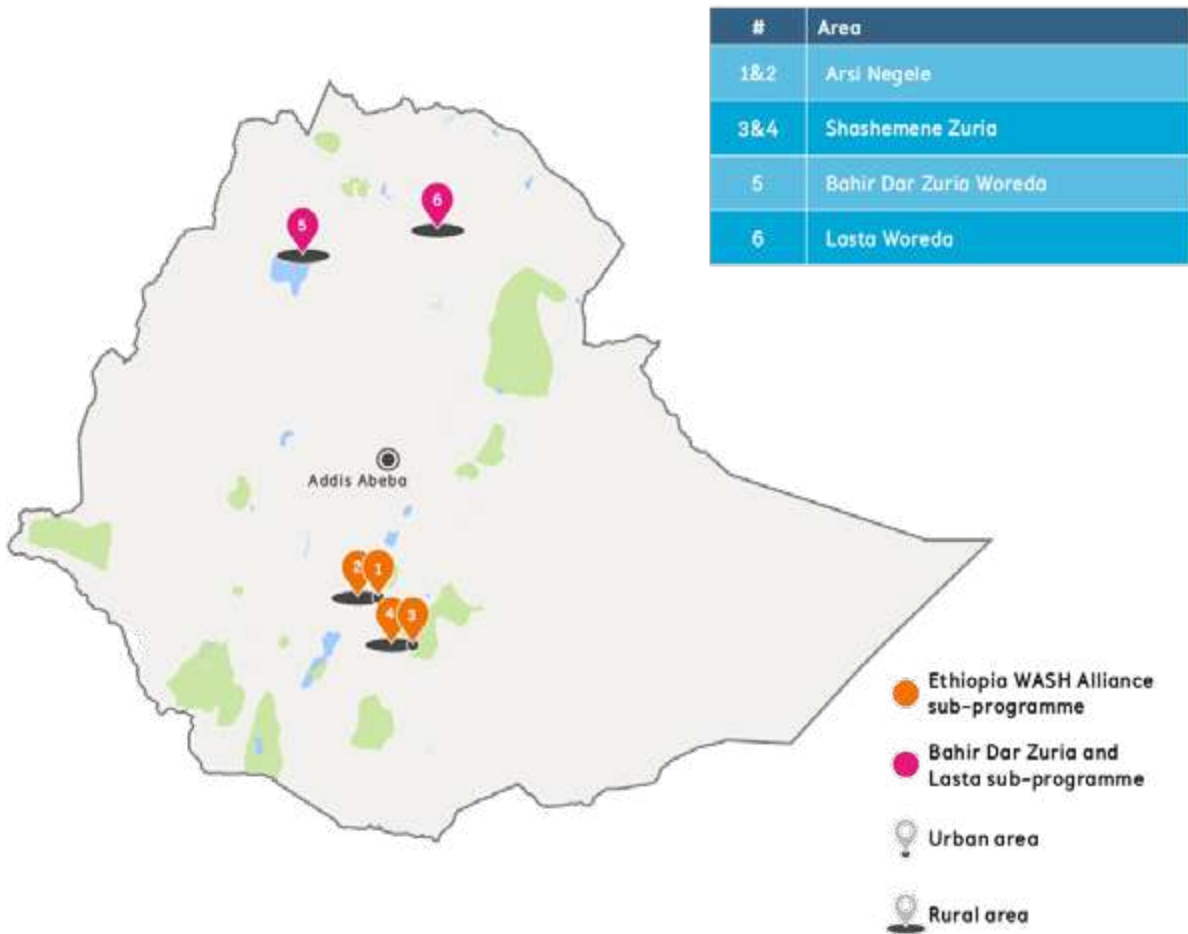 # Area
1&2 Arsi Negele
3&4 Shashemene Zuria
5 Bahir Dar Zuria Woreda
6 Lasta Woreda
6
5
Addis Abeba
2 1
4 3
Ethiopia WASH Alliance
sub-programme
Bahir Dar Zuria and
Lasta sub-programme
Urban area
Rural area